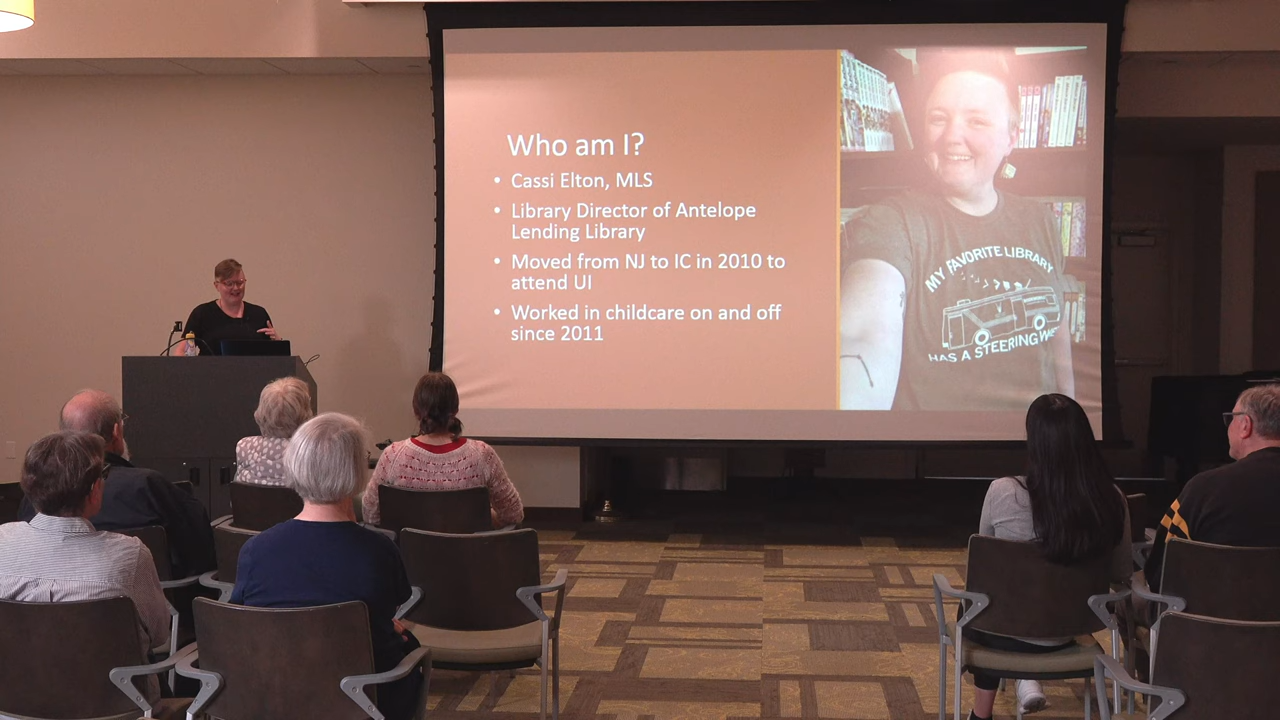 Who am I?
• Cassi Elton, MLS
• Library Director of Antelope
Lending Library
• Moved from NJ to IC in 2010 to
attend UI
• Worked in childcare on and off
since 2011
MY FAVORITE LIBRARY
HAS A STEERING